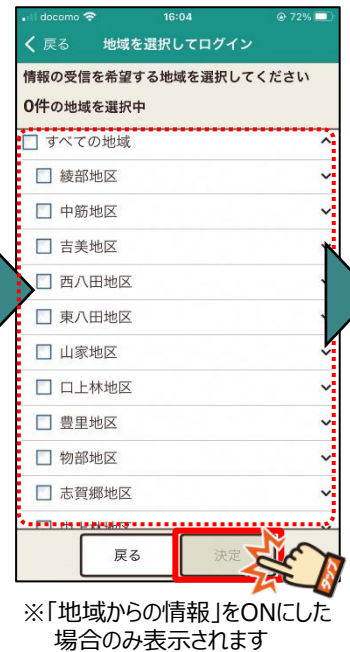 docomo 16:04 72%
戻る 地域を選択してログイン
情報の受信を希望する地域を選択してください
0件の地域を選択中
すべての地域
綾部地区
中筋地区
吉美地区
西八田地区
東八田地区
山家地区
口上林地区
豊里地区
物部地区
志賀郷地区
戻る 決定
タップ
※「地域からの情報」をONにした
場合のみ表示されます